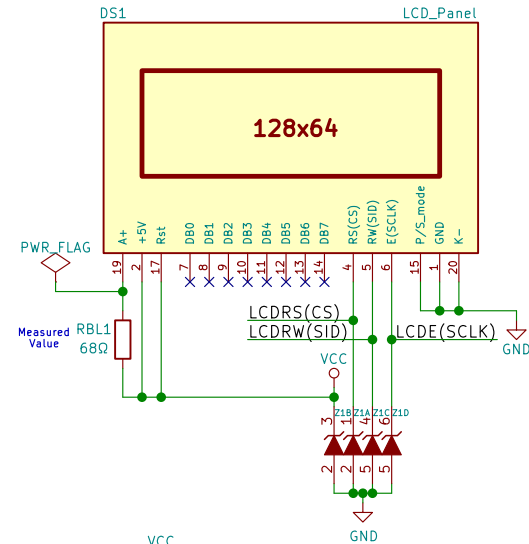 DS1 LCD_Panel
128x64
A+ +5V Rst DB0 DB1 DB2 DB3 DB4 DB5 DB6 DB7 RS(CS) RW(SID) E(SCLK) P/S_mode GND K-
PWR_FLAG
19 2 17 7 8 9 10 11 12 13 14 4 5 6 15 1 20
LCDRS(CS)
Measured
Value
RBL1
68Ω
LCDRW(SID) LCDE(SCLK)
GND
VCC
3 Z1B 1 Z1A 4 Z1C 6 Z1D
2 2 5 5
GND
VCC